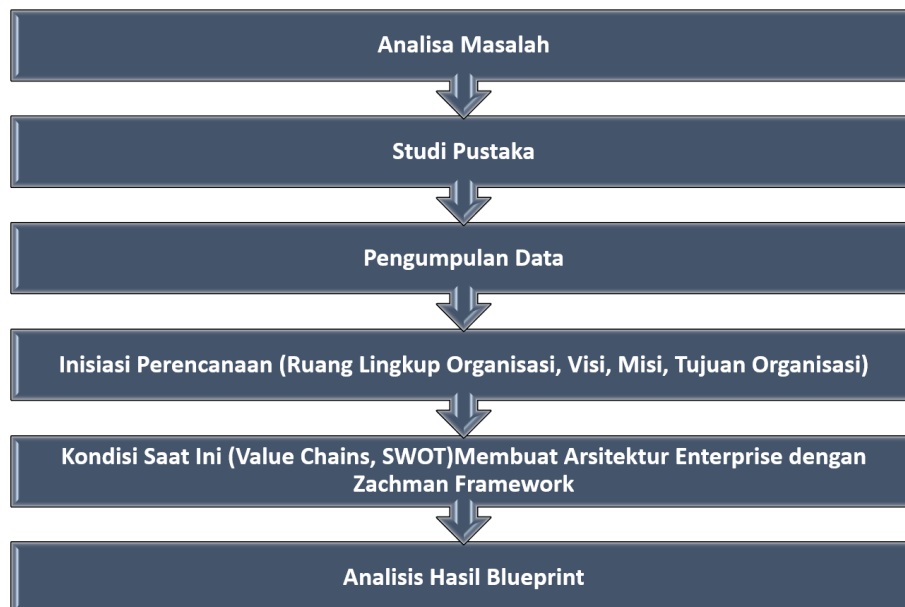 Analisa Masalah
Studi Pustaka
Pengumpulan Data
Inisiasi Perencanaan (Ruang Lingkup Organisasi, Visi, Misi, Tujuan Organisasi)
Kondisi Saat Ini (Value Chains, SWOT)Membuat Arsitektur Enterprise dengan
Zachman Framework
Analisis Hasil Blueprint